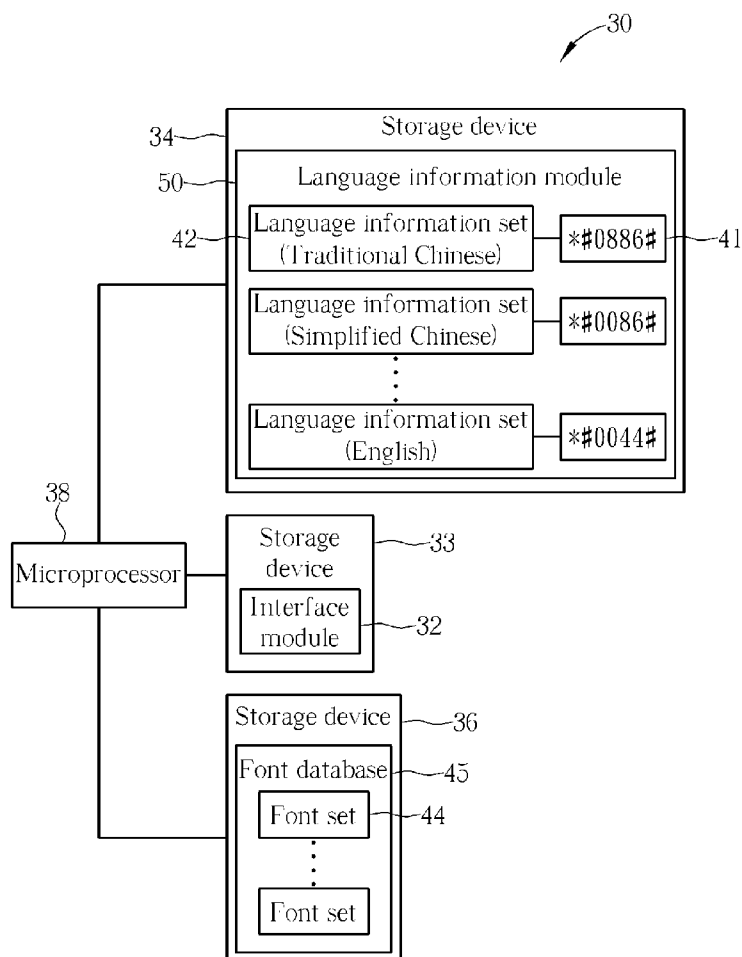 30
34
Storage device
50
Language information module
42
Language information set
(Traditional Chinese)
*#0886#
41
Language information set
(Simplified Chinese)
*#0086#
Language information set
(English)
*#0044#
38
Microprocessor
Storage
device
33
Interface
module
32
Storage device
36
Font database
45
Font set
44
Font set